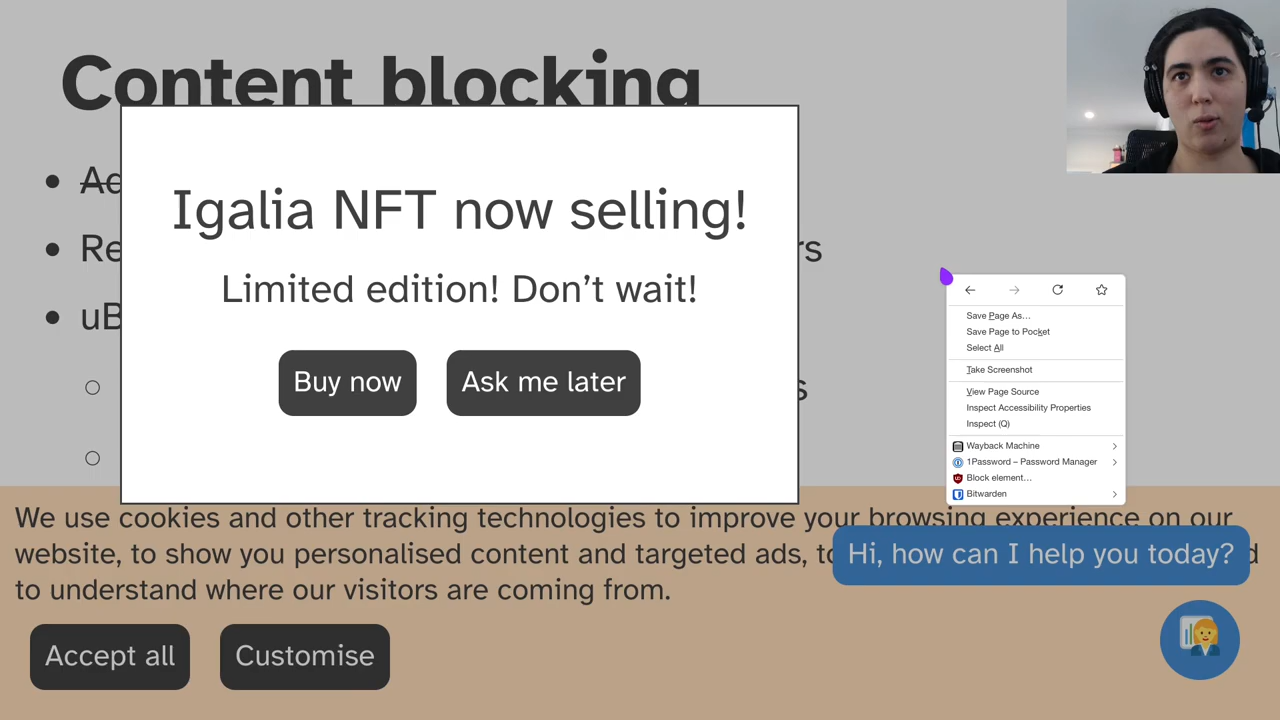 Content blocking
Igalia NFT now selling!
Limited edition! Don’t wait!
Buy now
Ask me later
Save Page As…
Save Page to Pocket
Select All
Take Screenshot
View Page Source
Inspect Accessibility Properties
Inspect (Q)
Wayback Machine
1Password – Password Manager
Block element…
Bitwarden
We use cookies and other tracking technologies to improve your browsing experience on our
website, to show you personalised content and targeted ads,
to understand where our visitors are coming from.
Hi, how can I help you today?
Accept all
Customise